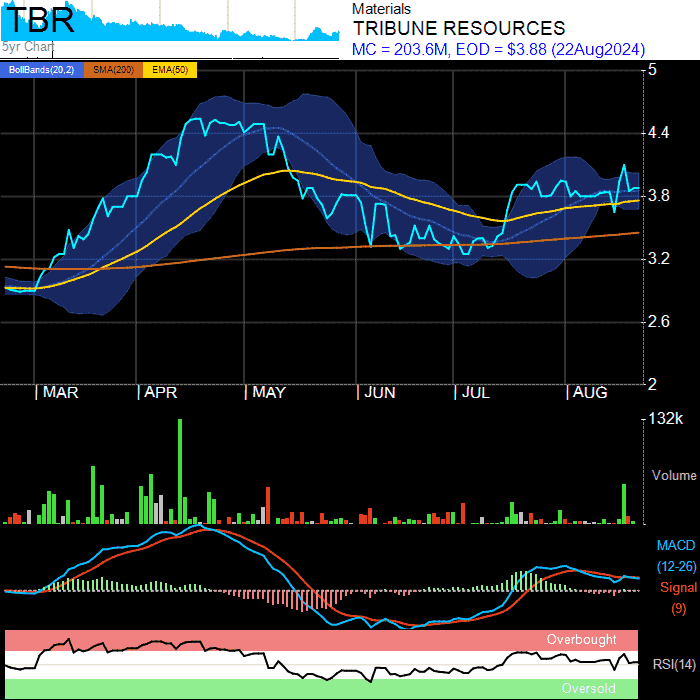 TBR
5yr Chart
Materials
TRIBUNE RESOURCES
MC = 203.6M, EOD = $3.88 (22Aug2024)
BollBands(20,2) SMA(200) EMA(50)
5
4.4
3.8
3.2
2.6
2
| MAR | APR | MAY | JUN | JUL | AUG
132k
Volume
MACD
(12-26)
Signal
(9)
Overbought
RSI(14)
Oversold